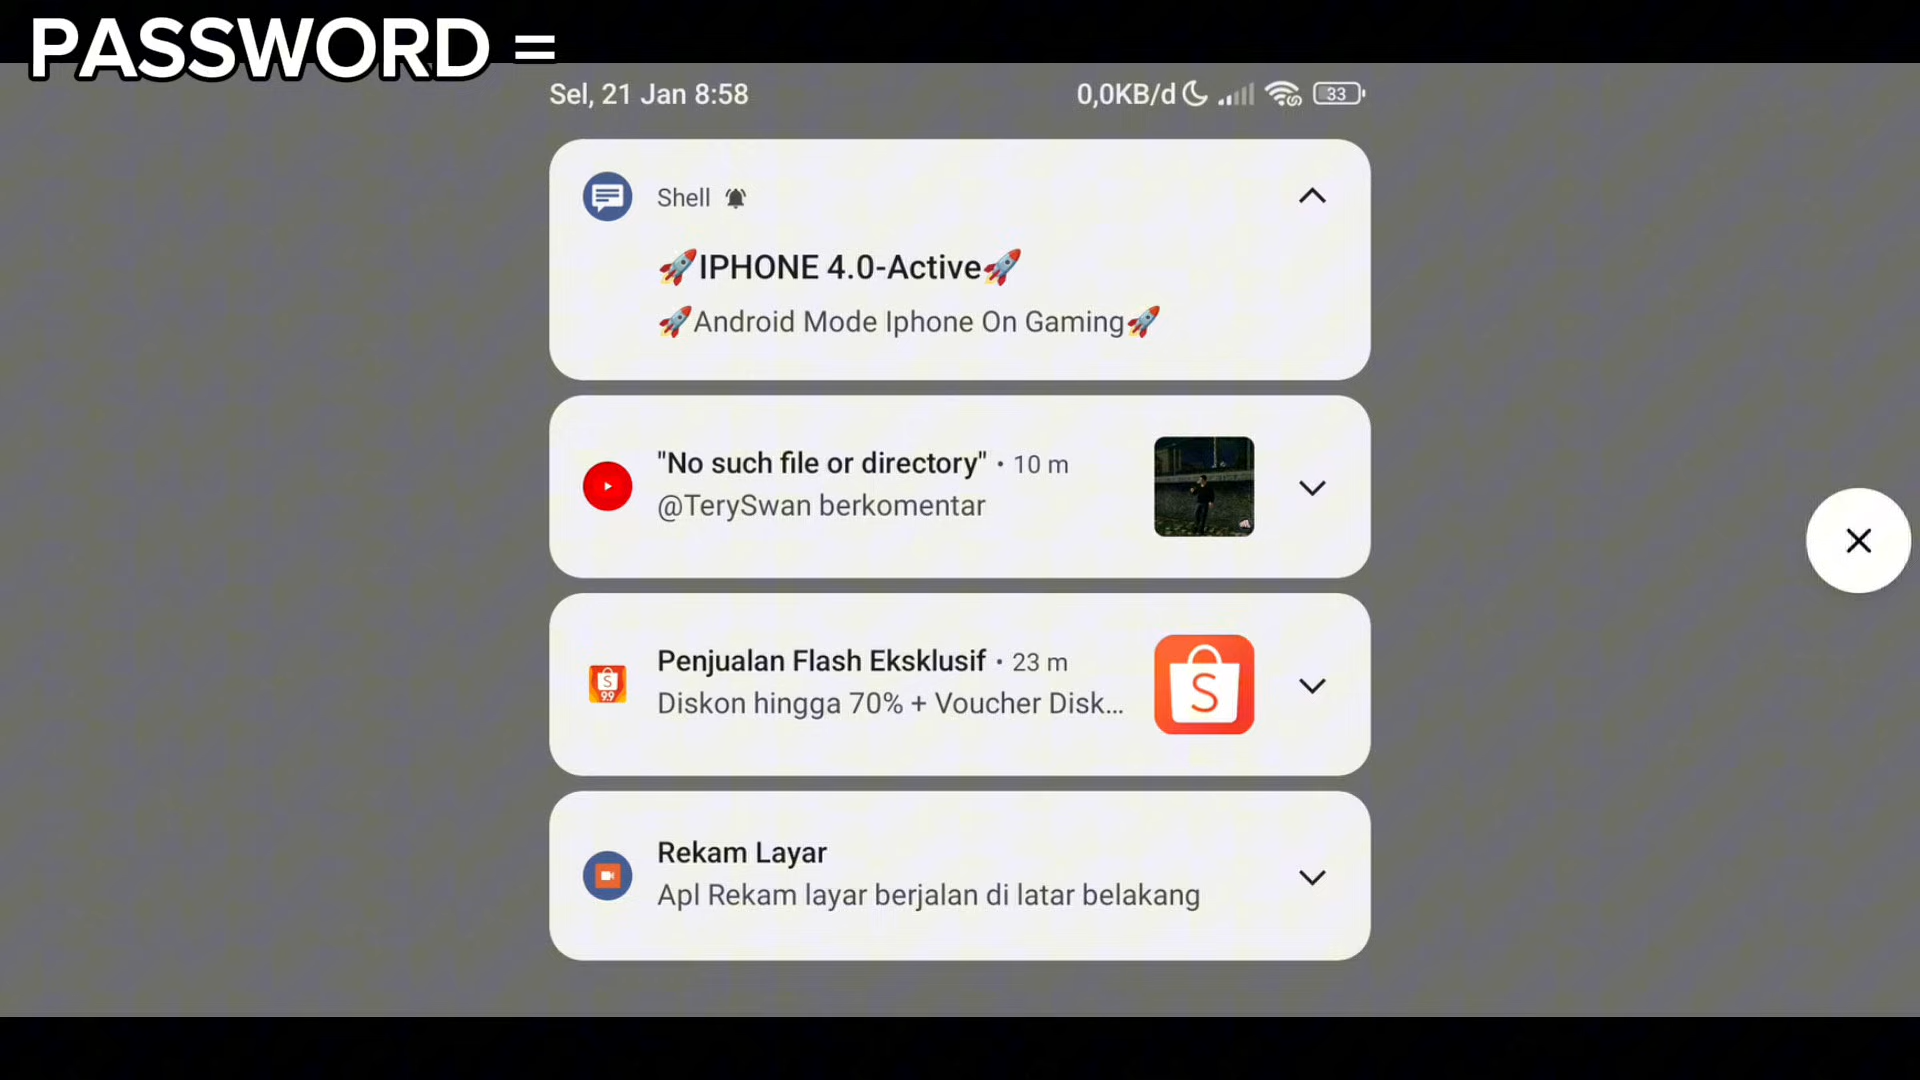 PASSWORD =
Sel, 21 Jan 8:58
0,0KB/d
33
Shell
🚀IPHONE 4.0-Active🚀
🚀Android Mode Iphone On Gaming🚀
"No such file or directory" • 10 m
@TerySwan berkomentar
Penjualan Flash Eksklusif • 23 m
Diskon hingga 70% + Voucher Disk...
S
9.9
S
Rekam Layar
Apl Rekam layar berjalan di latar belakang